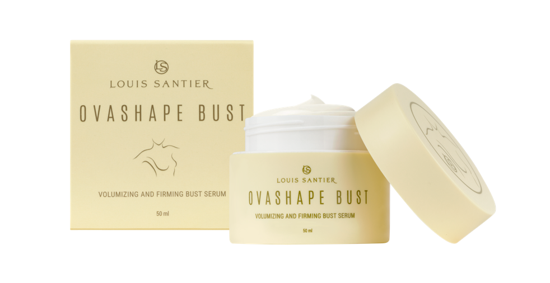 LOUIS SANTIER
OVASHAPE BUST
VOLUMIZING AND FIRMING BUST SERUM
50 ml
LOUIS SANTIER
OVASHAPE BUST
VOLUMIZING AND FIRMING BUST SERUM
50 ml